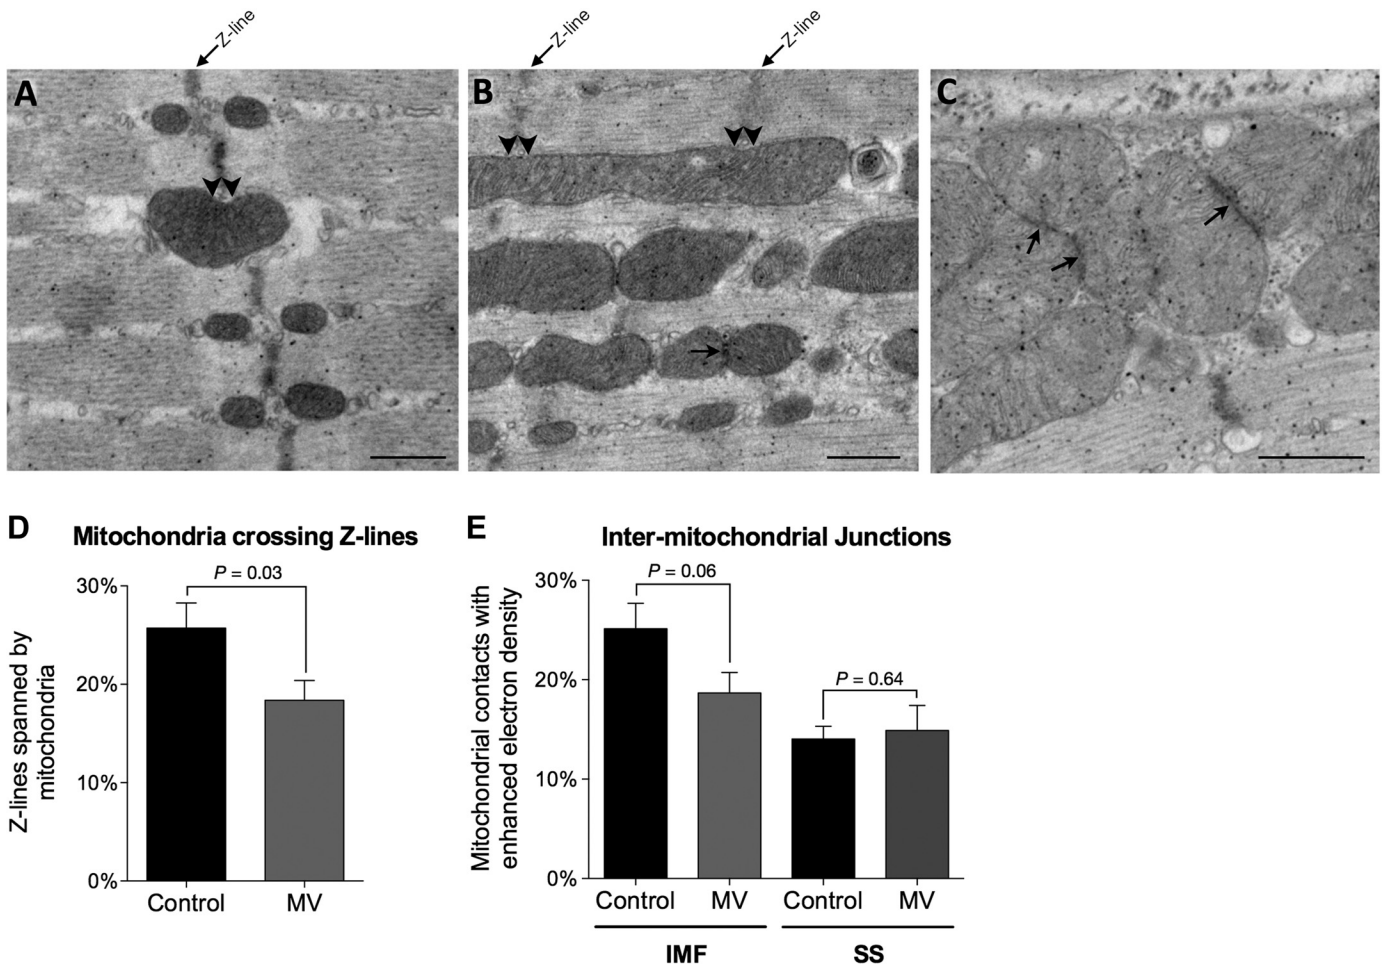 Z-line
Z-line
Z-line
A
B
C
D
Mitochondria crossing Z-lines
P = 0.03
Z-lines spanned by
mitochondria
30%
20%
10%
0%
Control
MV
E
Inter-mitochondrial Junctions
P = 0.06
P = 0.64
Mitochondrial contacts with
enhanced electron density
30%
20%
10%
0%
Control
MV
Control
MV
IMF
SS